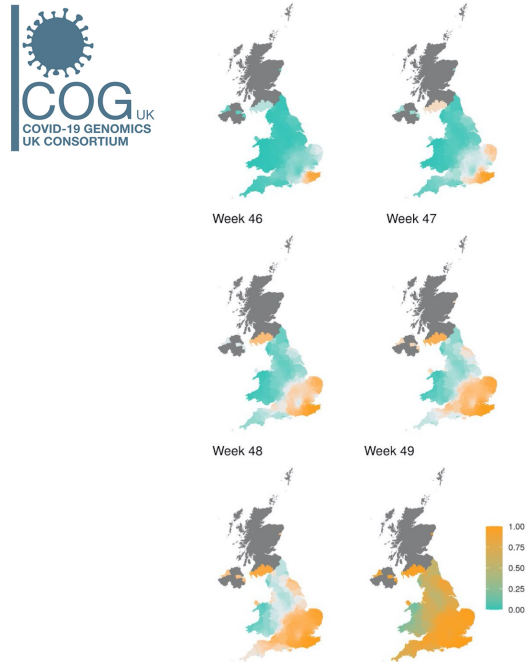 COG UK
COVID-19 GENOMICS
UK CONSORTIUM
Week 46
Week 47
Week 48
Week 49
1.00
0.75
0.50
0.25
0.00